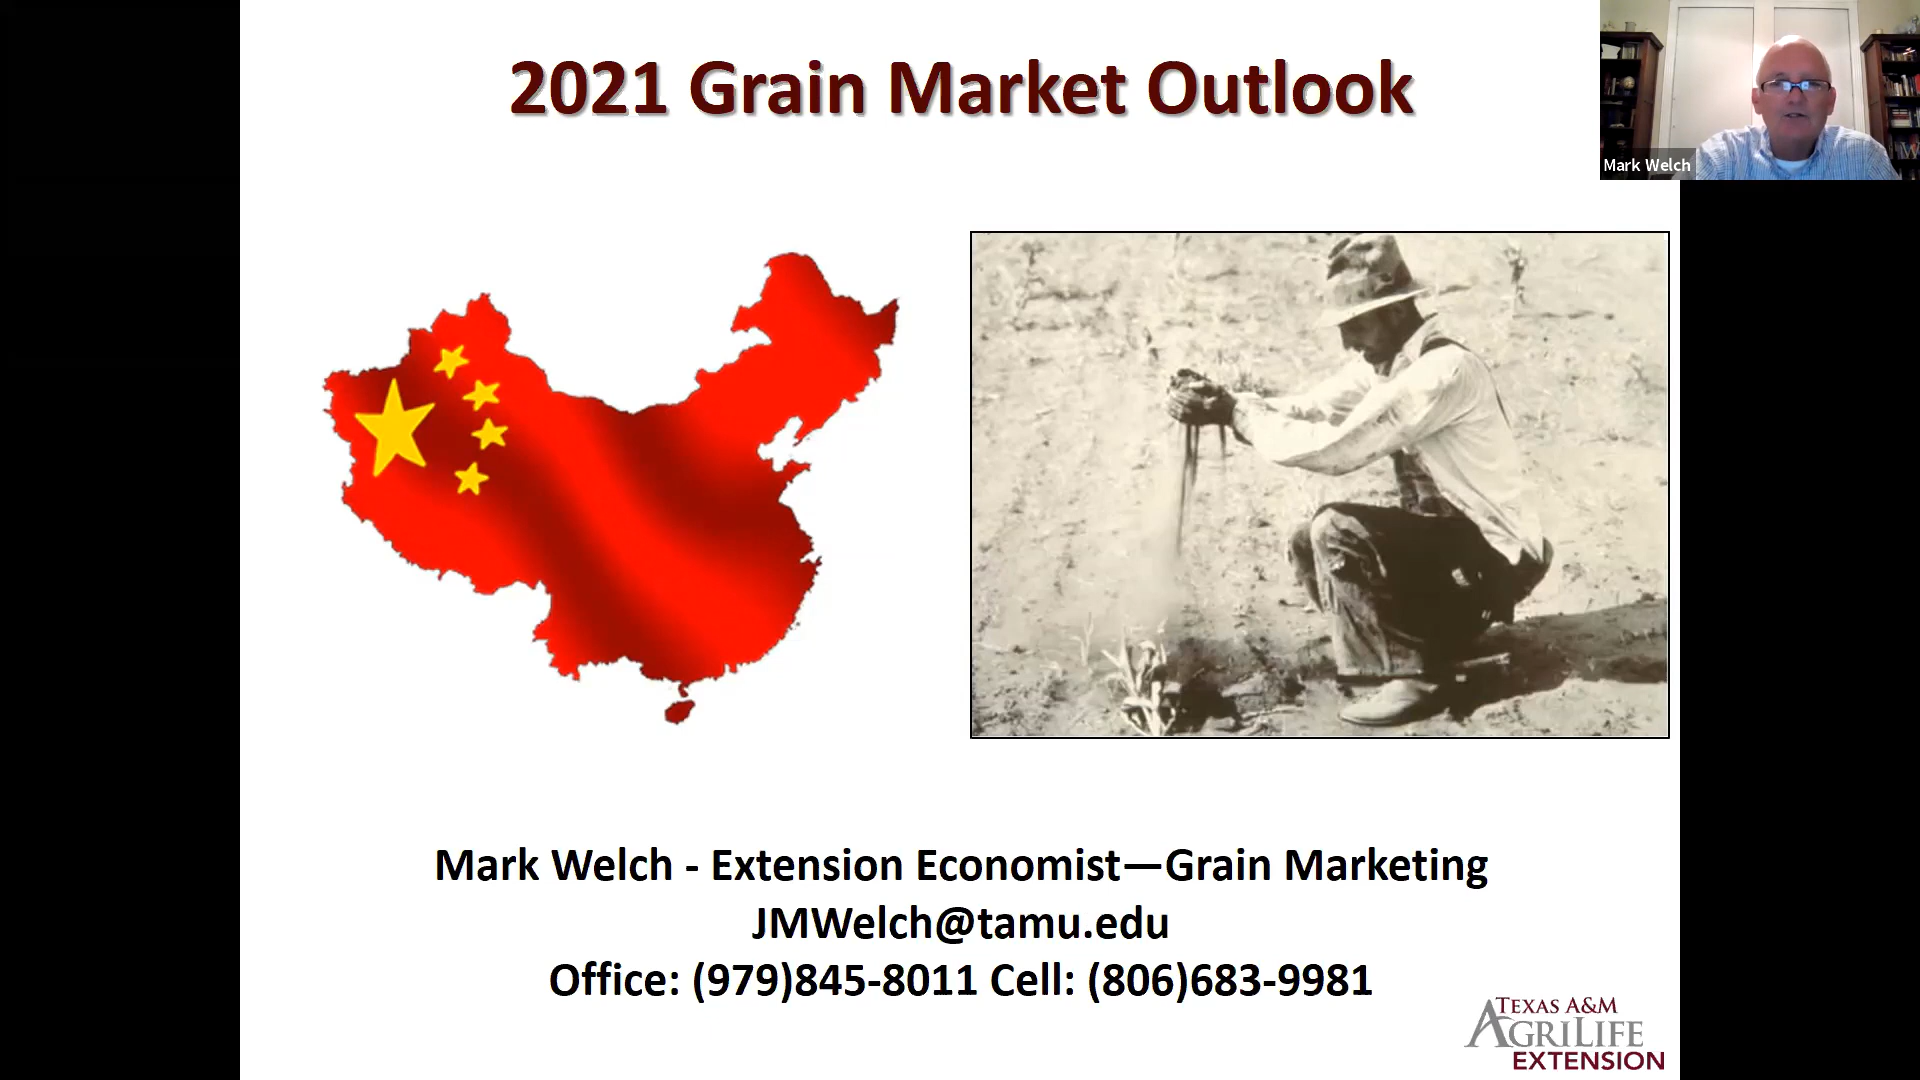 2021 Grain Market Outlook
Mark Welch
Mark Welch - Extension Economist—Grain Marketing
JMWelch@tamu.edu
Office: (979)845-8011 Cell: (806)683-9981
TEXAS A&M
AGRILIFE
EXTENSION